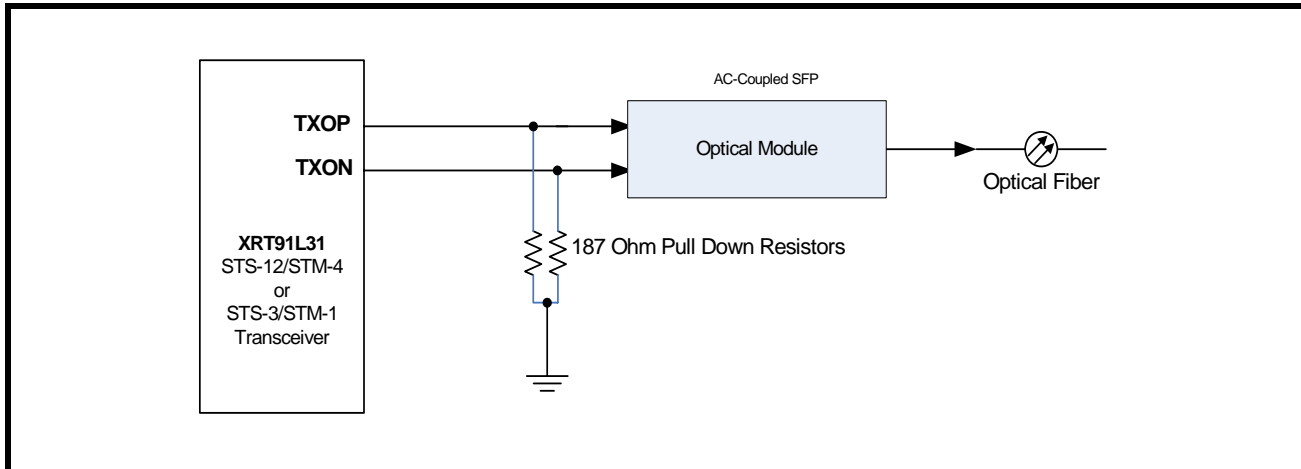 AC-Coupled SFP
TXOP
TXON
Optical Module
Optical Fiber
XRT91L31
STS-12/STM-4
or
STS-3/STM-1
Transceiver
187 Ohm Pull Down Resistors